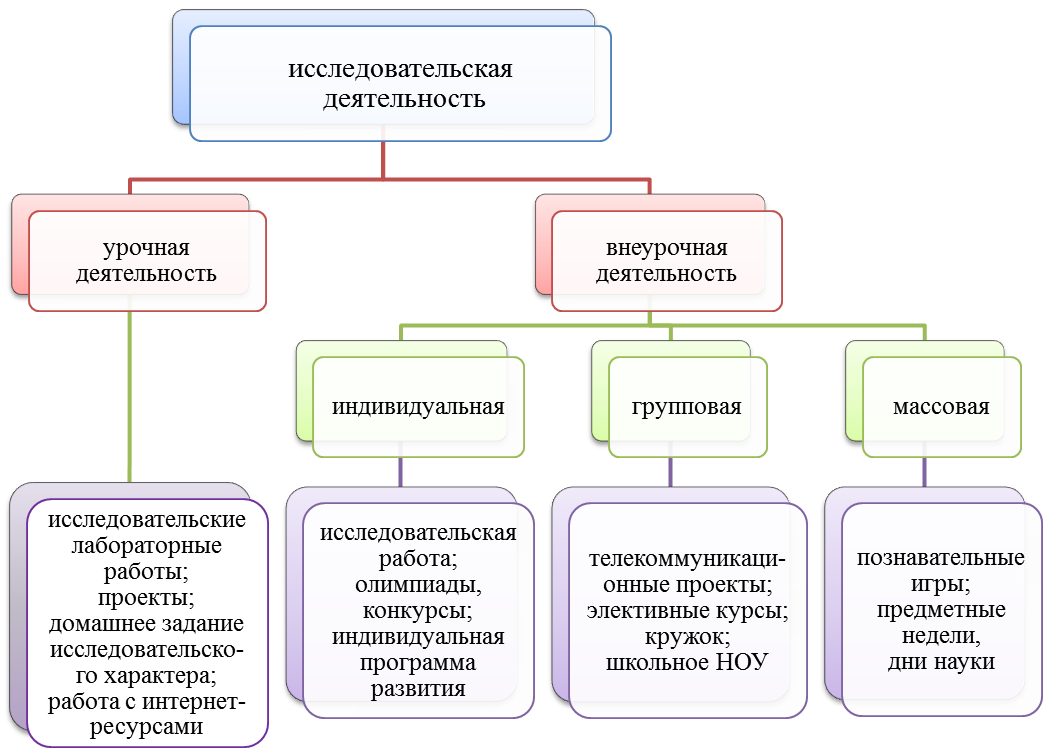 исследовательская
деятельность
урочная
деятельность
внеурочная
деятельность
индивидуальная
групповая
массовая
исследовательские
лабораторные
работы;
проекты;
домашнее задание
исследовательско-
го характера;
работа с интернет-
ресурсами
исследовательская
работа;
олимпиады,
конкурсы;
индивидуальная
программа
развития
телекоммуникаци-
онные проекты;
элективные курсы;
кружок;
школьное НОУ
познавательные
игры;
предметные
недели,
дни науки